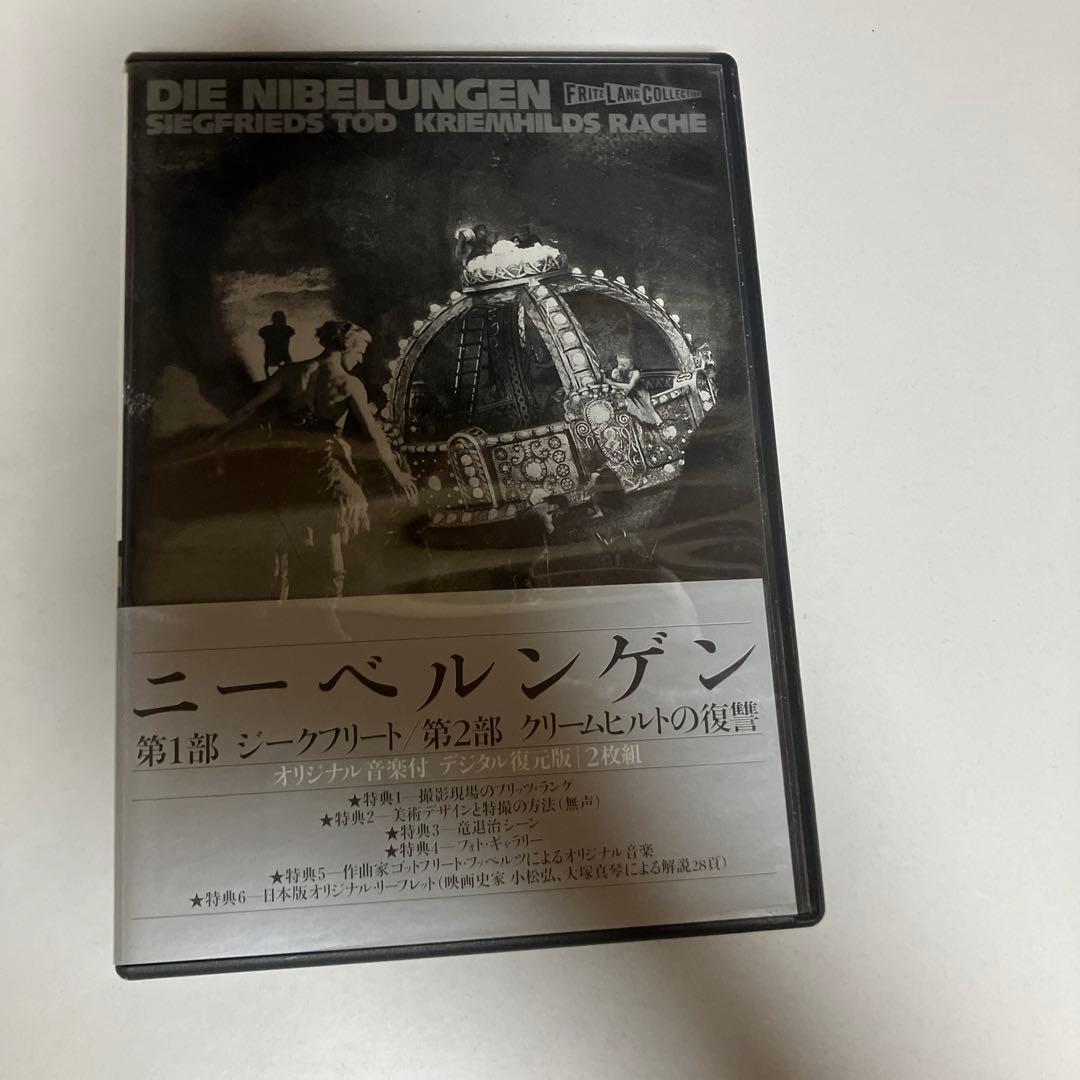 DIE NIBELUNGEN FRITZ LANG COLLECTION
SIEGFRIEDS TOD KRIEMHILDS RACHE
ニーベルンゲン
第1部 ジークフリート/第2部 クリームヒルトの復讐
オリジナル音楽付 デジタル復元版|2枚組
★特典1―撮影現場のフリッツ・ラング
★特典2―美術デザインと特撮の方法(無声)
★特典3―竜退治シーン
★特典4―フォト・ギャラリー
★特典5―作曲家ゴットフリート・フッペルツによるオリジナル音楽
★特典6―日本版オリジナル・リーフレット(映画史家 小松弘、大塚真琴による解説28頁)